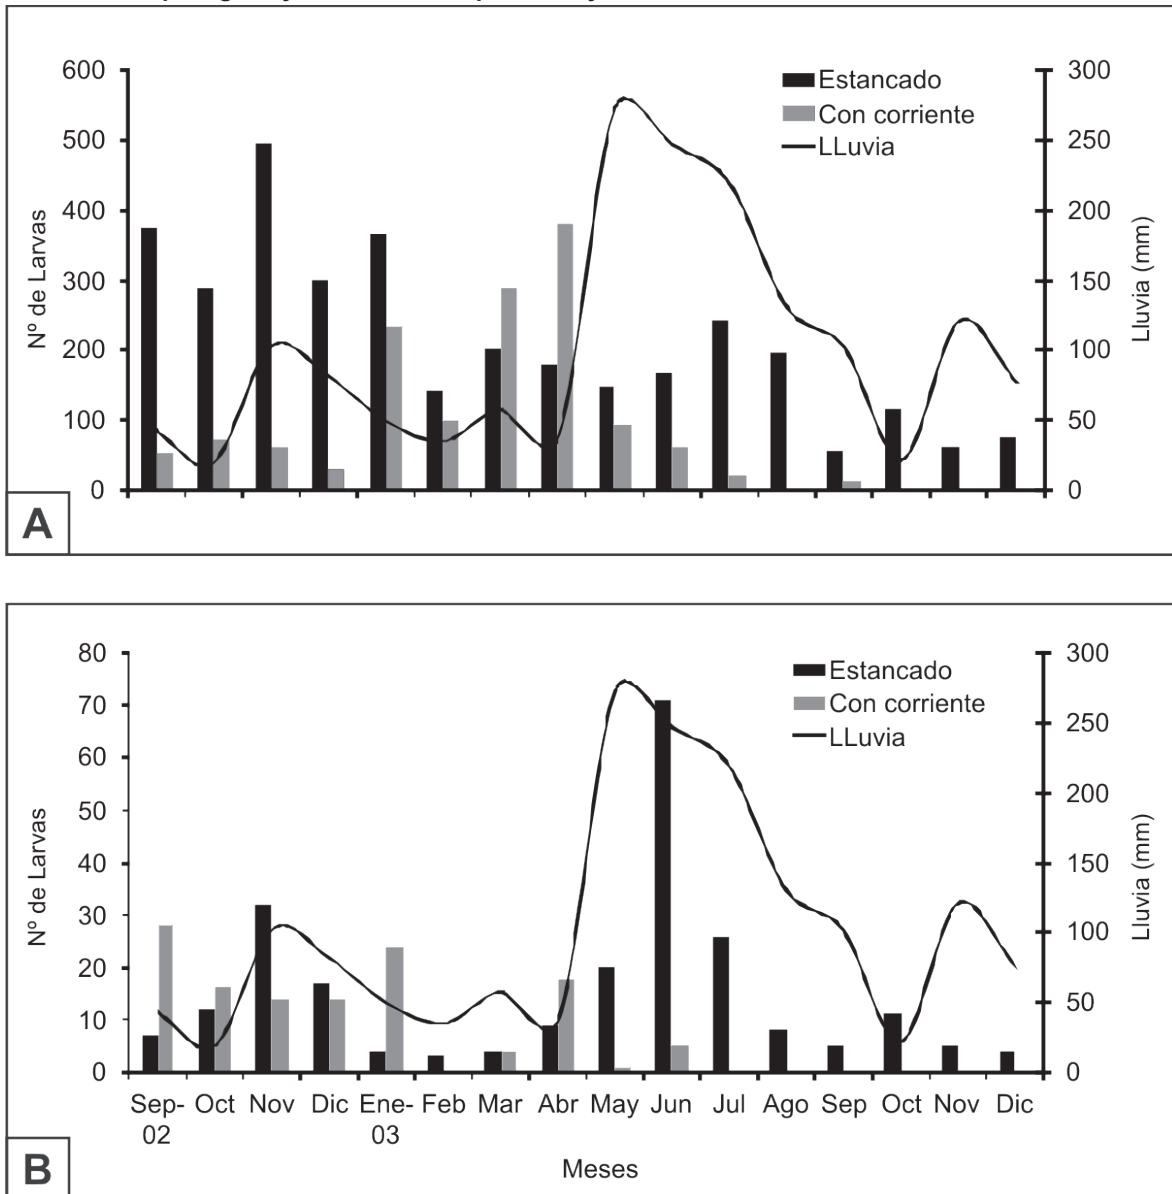 600
500
400
300
200
100
0
Nº de Larvas
Estancado
Con corriente
LLuvia
300
250
200
150
100
50
0
Lluvia (mm)
A
80
70
60
50
40
30
20
10
0
Nº de Larvas
Estancado
Con corriente
LLuvia
300
250
200
150
100
50
0
Lluvia (mm)
Sep- Oct Nov Dic Ene- Feb Mar Abr May Jun Jul Ago Sep Oct Nov Dic
02 03
Meses
B